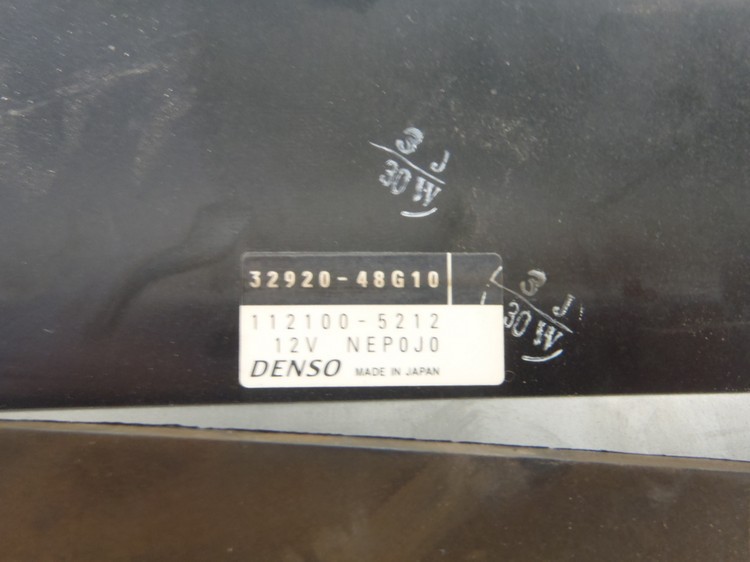 3 J
30 W
32920-48G10
112100-5212
12V NEP0J0
DENSO MADE IN JAPAN
3 J
30 W